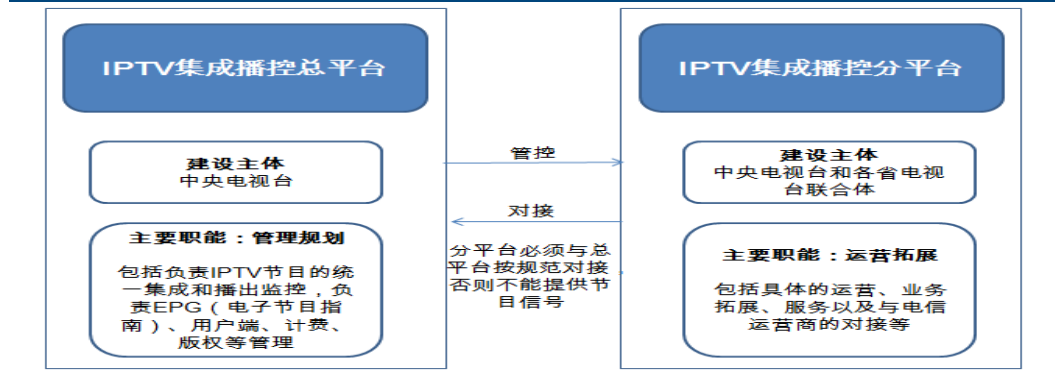 IPTV集成播控总平台
建设主体
中央电视台
主要职能：管理规划
包括负责IPTV节目的统
一集成和播出监控，负
责EPG（电子节目指
南）、用户端、计费、
版权等管理
管控
对接
分平台必须与总
平台按规范对接
否则不能提供节
目信号
IPTV集成播控分平台
建设主体
中央电视台和各省电视
台联合体
主要职能：运营拓展
包括具体的运营、业务
拓展、服务以及与电信
运营商的对接等